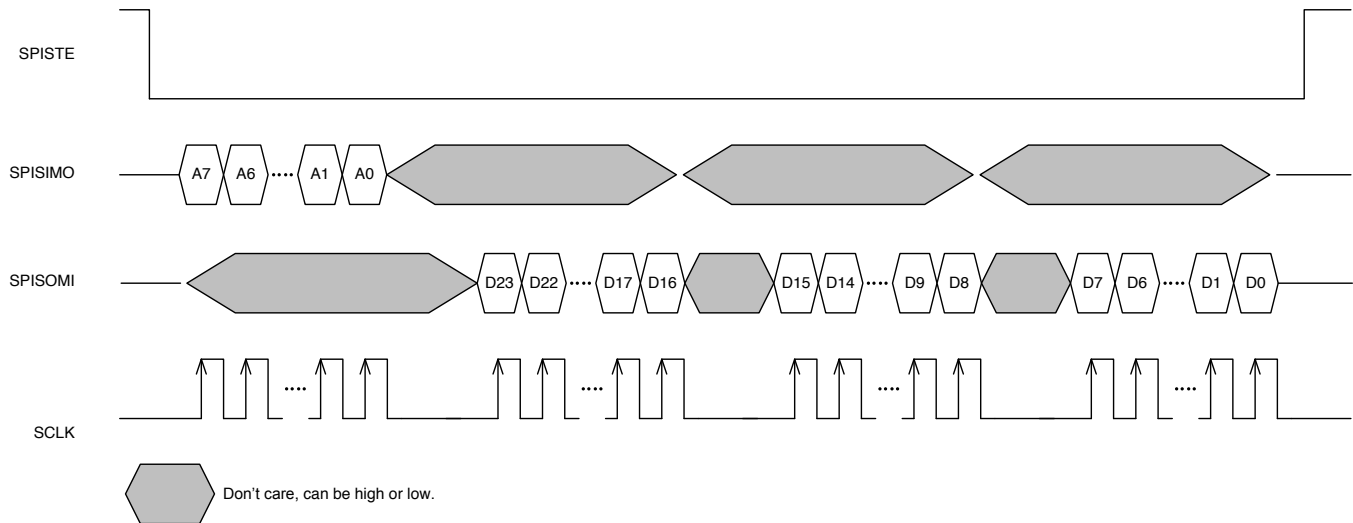 SPISTE
SPISIMO A7 A6 .... A1 A0
SPISOMI D23 D22 .... D17 D16 D15 D14 .... D9 D8 D7 D6 .... D1 D0
SCLK .... .... .... ....
Don't care, can be high or low.